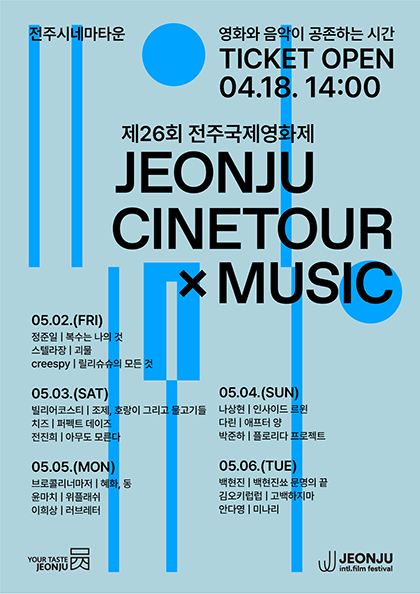 전주시네마타운
영화와 음악이 공존하는 시간
TICKET OPEN
04.18. 14:00
제26회 전주국제영화제
JEONJU
CINETOUR
×MUSIC
05.02.(FRI)
정준일 | 복수는 나의 것
스텔라장 | 괴물
creespy | 릴리슈슈의 모든 것
05.03.(SAT)
빌리어코스티 | 조제, 호랑이 그리고 물고기들
치즈 | 퍼펙트 데이즈
전진희 | 아무도 모른다
05.04.(SUN)
나상현 | 인사이드 르윈
다린 | 애프터 양
박준하 | 플로리다 프로젝트
05.05.(MON)
브로콜리너마저 | 혜화, 동
윤마치 | 위플래쉬
이희상 | 러브레터
05.06.(TUE)
백현진 | 백현진쑈 문명의 끝
김오키럽럽 | 고백하지마
안다영 | 미나리
YOUR TASTE
JEONJU
JEONJU
intl.film festival